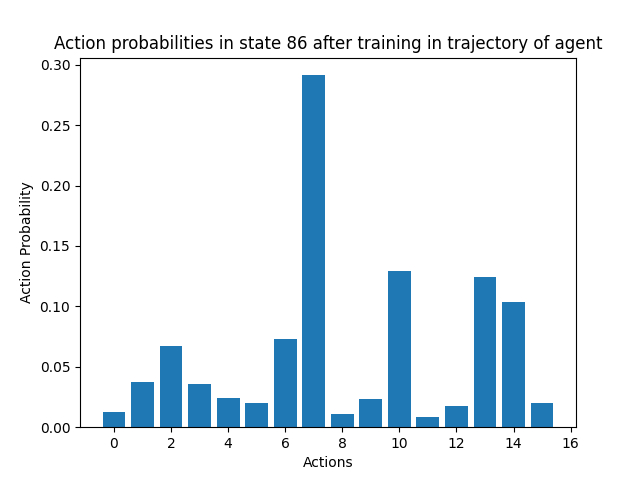 Action probabilities in state 86 after training in trajectory of agent
0.30
0.25
0.20
0.15
0.10
0.05
0.00
Action Probability
0 2 4 6 8 10 12 14 16
Actions